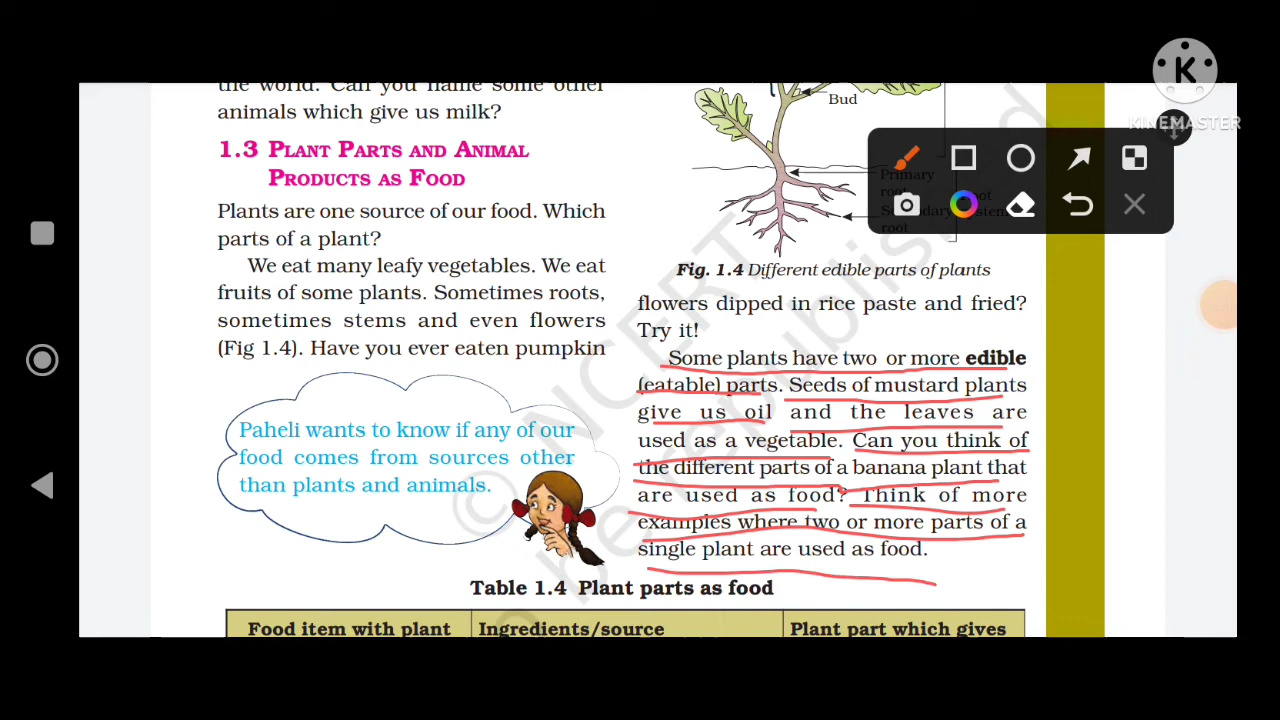 the world. Can you name some other
animals which give us milk?
1.3 PLANT PARTS AND ANIMAL
PRODUCTS AS FOOD
Plants are one source of our food. Which
parts of a plant?
We eat many leafy vegetables. We eat
fruits of some plants. Sometimes roots,
sometimes stems and even flowers
(Fig 1.4). Have you ever eaten pumpkin
Paheli wants to know if any of our
food comes from sources other
than plants and animals.
Bud
Primary
root
Secondary
root
Fig. 1.4 Different edible parts of plants
flowers dipped in rice paste and fried?
Try it!
Some plants have two or more edible
(eatable) parts. Seeds of mustard plants
give us oil and the leaves are
used as a vegetable. Can you think of
the different parts of a banana plant that
are used as food? Think of more
examples where two or more parts of a
single plant are used as food.
Table 1.4 Plant parts as food
Food item with plant
Ingredients/source
Plant part which gives
© NCERT
be republished
K
KINEMASTER